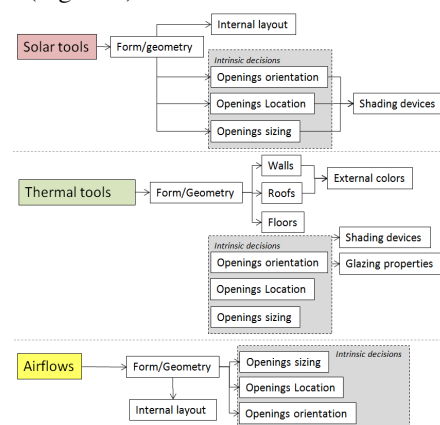 Internal layout
Solar tools
Form/geometry
Intrinsic decisions
Openings orientation
Openings Location
Shading devices
Openings sizing
Walls
Thermal tools
Form/Geometry
Roofs
External colors
Floors
Intrinsic decisions
Shading devices
Openings orientation
Glazing properties
Openings Location
Openings sizing
Airflows
Form/Geometry
Openings sizing
Intrinsic decisions
Openings Location
Internal layout
Openings orientation